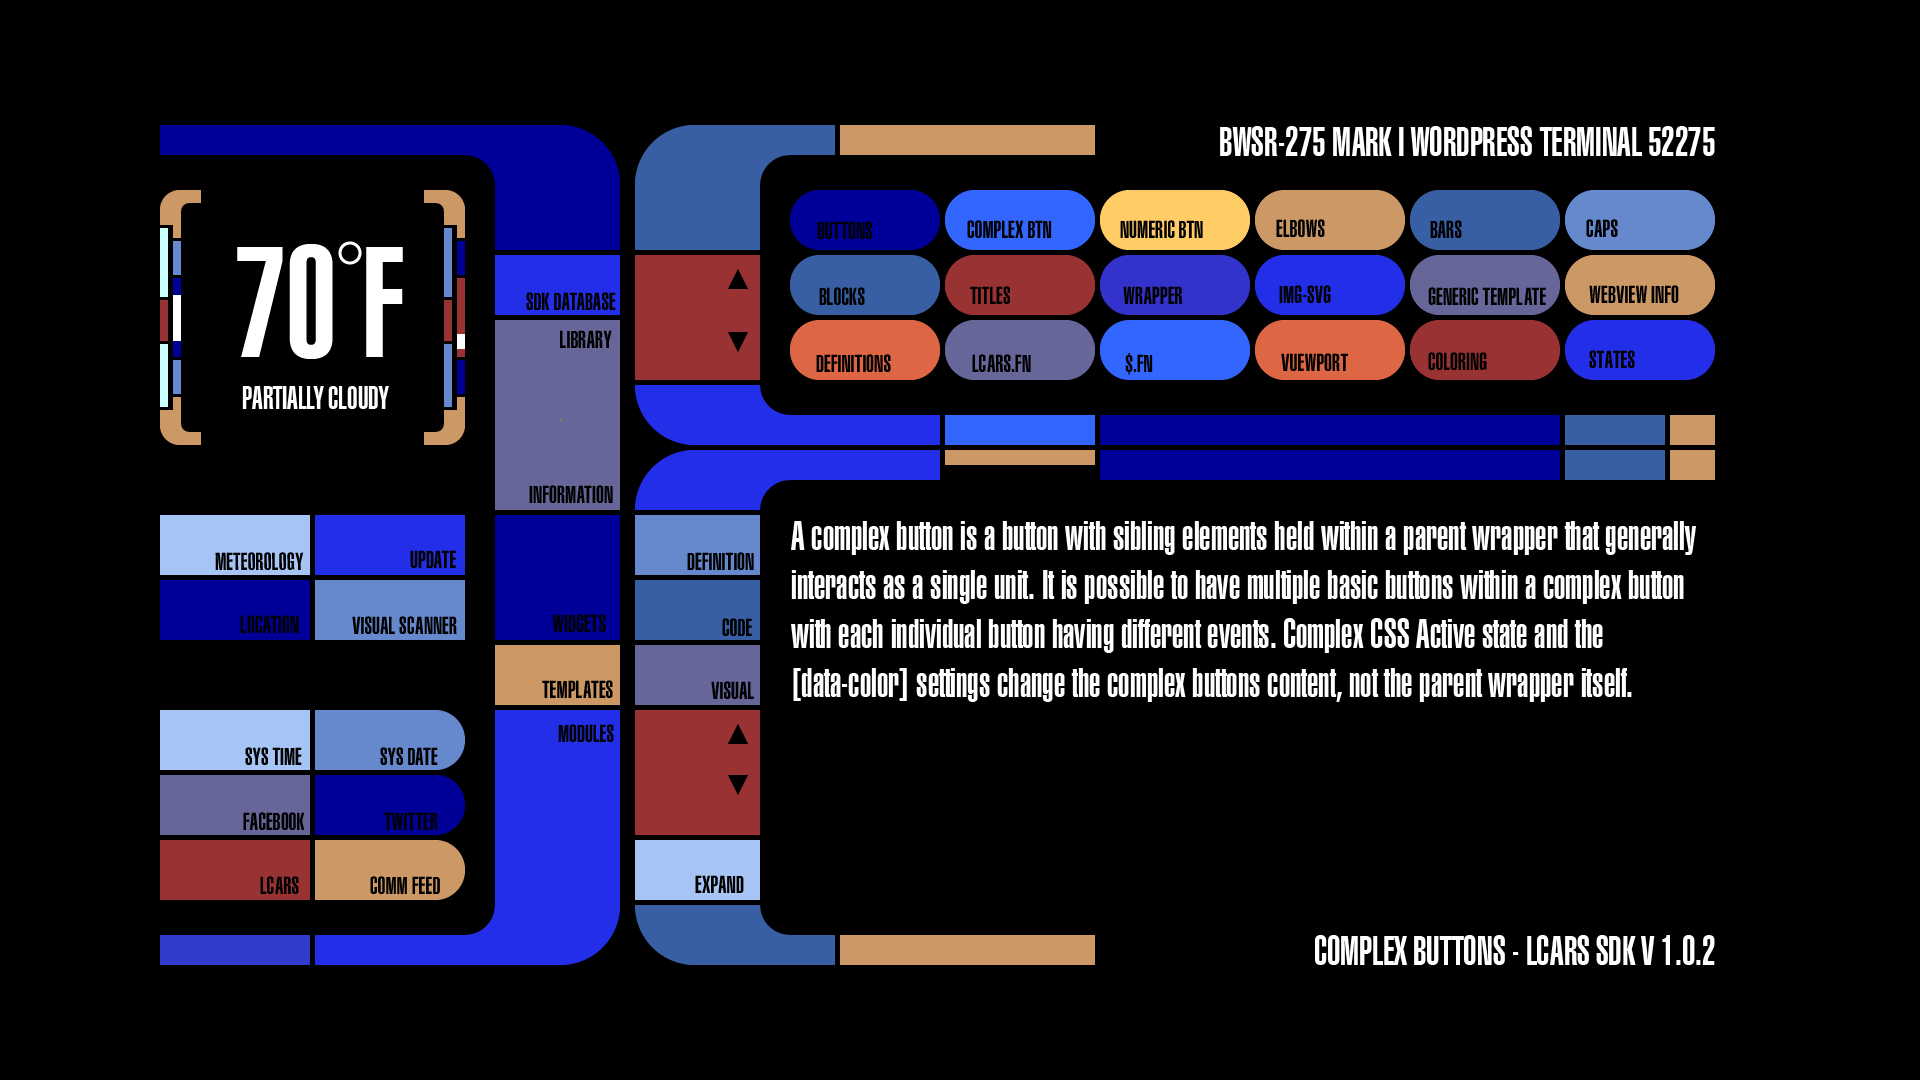 BWSR-275 MARK I WORDPRESS TERMINAL 52275
70°F
PARTIALLY CLOUDY
METEOROLOGY
UPDATE
LOCATION
VISUAL SCANNER
SYS TIME
SYS DATE
FACEBOOK
TWITTER
LCARS
COMM FEED
SDK DATABASE
LIBRARY
INFORMATION
WIDGETS
TEMPLATES
MODULES
▲
▼
DEFINITION
CODE
VISUAL
▲
▼
EXPAND
BUTTONS
COMPLEX BTN
NUMERIC BTN
ELBOWS
BARS
CAPS
BLOCKS
TITLES
WRAPPER
IMG-SVG
GENERIC TEMPLATE
WEBVIEW INFO
DEFINITIONS
LCARS.FN
$.FN
VUEWPORT
COLORING
STATES
A complex button is a button with sibling elements held within a parent wrapper that generally
interacts as a single unit. It is possible to have multiple basic buttons within a complex button
with each individual button having different events. Complex CSS Active state and the
[data-color] settings change the complex buttons content, not the parent wrapper itself.
COMPLEX BUTTONS - LCARS SDK V 1.0.2